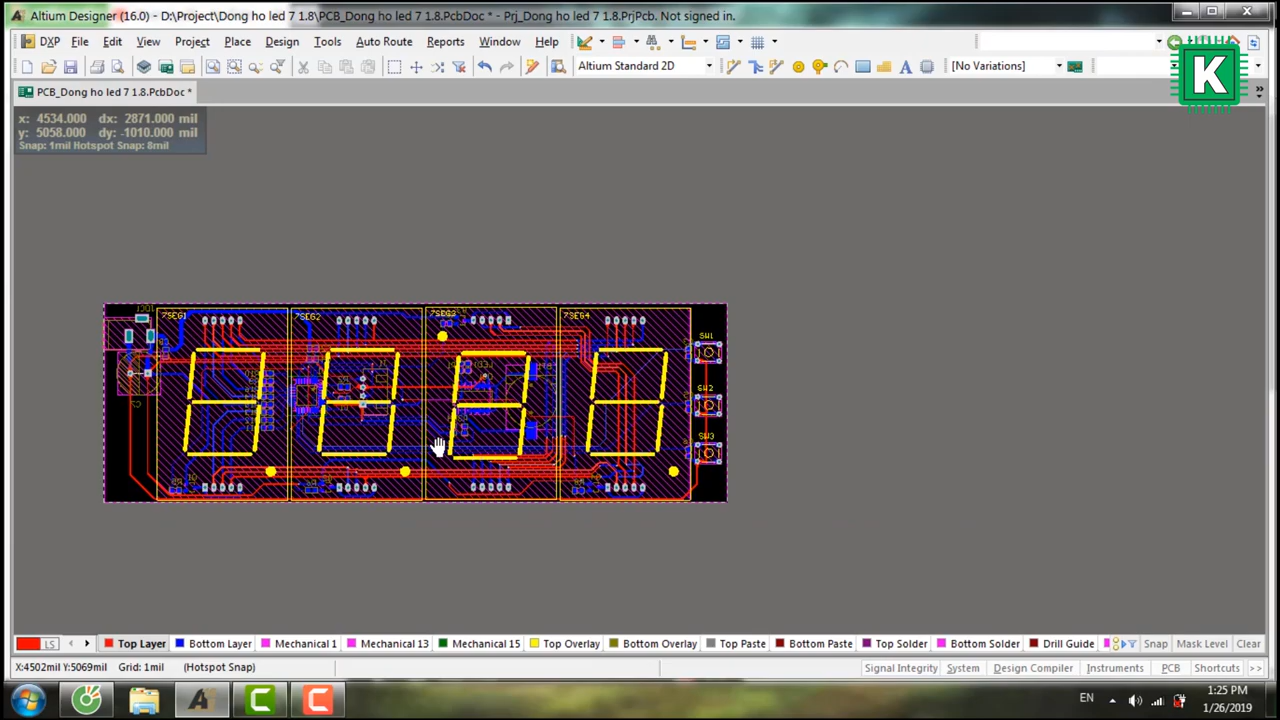 Altium Designer (16.0) - D:\Project\Dong ho led 7 1.8\PCB_Dong ho led 7 1.8.PcbDoc * - Prj_Dong ho led 7 1.8.PrjPcb. Not signed in.
DXP File Edit View Project Place Design Tools Auto Route Reports Window Help
Altium Standard 2D
[No Variations]
K
PCB_Dong ho led 7 1.8.PcbDoc *
x: 4534.000 dx: 2871.000 mil
y: 5058.000 dy: -1010.000 mil
Snap: 1mil Hotspot Snap: 8mil
7SEG1 7SEG2 7SEG3 7SEG4
SW1
SW2
SW3
LS Top Layer Bottom Layer Mechanical 1 Mechanical 13 Mechanical 15 Top Overlay Bottom Overlay Top Paste Bottom Paste Top Solder Bottom Solder Drill Guide Snap Mask Level Clear
X:4502mil Y:5069mil Grid: 1mil (Hotspot Snap)
Signal Integrity System Design Compiler Instruments PCB Shortcuts >>
EN
1:25 PM
1/26/2019